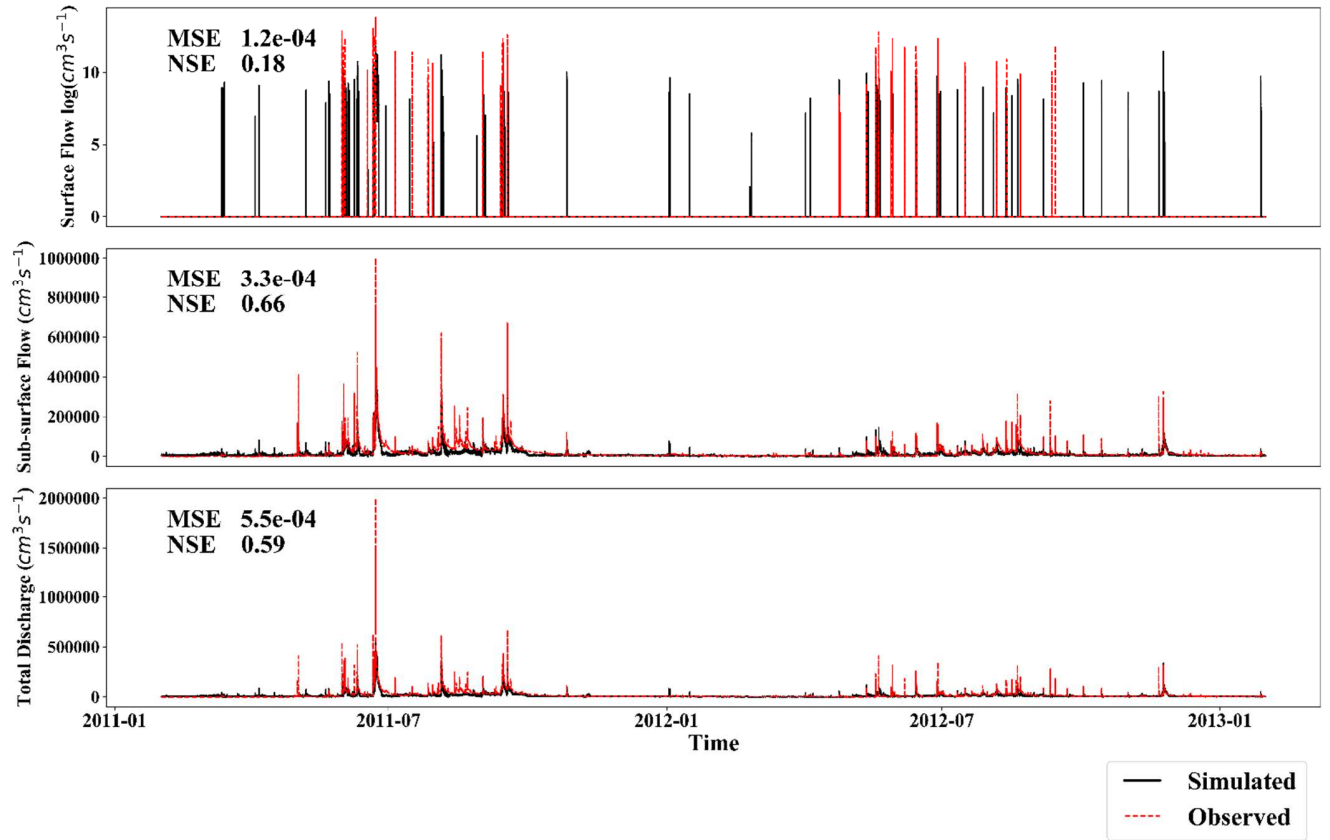 Surface Flow log(cm³s⁻¹)
10
5
0
MSE 1.2e-04
NSE 0.18
Sub-surface Flow (cm³s⁻¹)
1000000
800000
600000
400000
200000
0
MSE 3.3e-04
NSE 0.66
Total Discharge (cm³s⁻¹)
2000000
1500000
1000000
500000
0
MSE 5.5e-04
NSE 0.59
2011-01 2011-07 2012-01 2012-07 2013-01
Time
Simulated
Observed